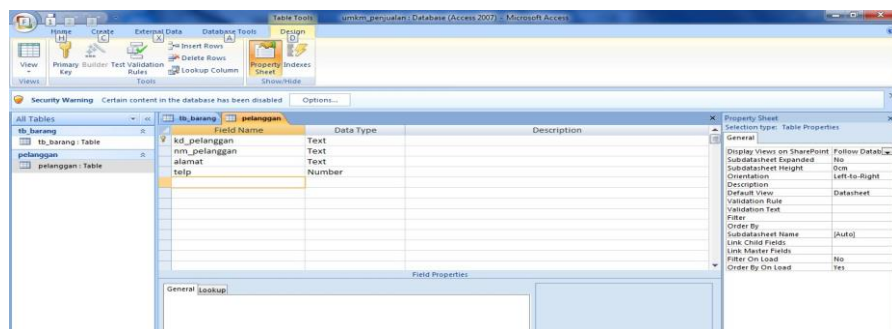 Table Tools
umkm_penjualan : Database (Access 2007) - Microsoft Access
Home Create External Data Database Tools Design
H C X A D
View
Primary Key
Builder
Test Validation Rules
Insert Rows
Delete Rows
Lookup Column
Property Sheet
Indexes
Views Tools Show/Hide
Security Warning Certain content in the database has been disabled Options...
All Tables
tb_barang
tb_barang : Table
pelanggan
pelanggan : Table
tb_barang pelanggan
Field Name Data Type Description
kd_pelanggan Text
nm_pelanggan Text
alamat Text
telp Number
Field Properties
General Lookup
Property Sheet
Selection type: Table Properties
General
Display Views on SharePoint Follow Datab
Subdatasheet Expanded No
Subdatasheet Height 0cm
Orientation Left-to-Right
Description
Default View Datasheet
Validation Rule
Validation Text
Filter
Order By
Subdatasheet Name [Auto]
Link Child Fields
Link Master Fields
Filter On Load No
Order By On Load Yes